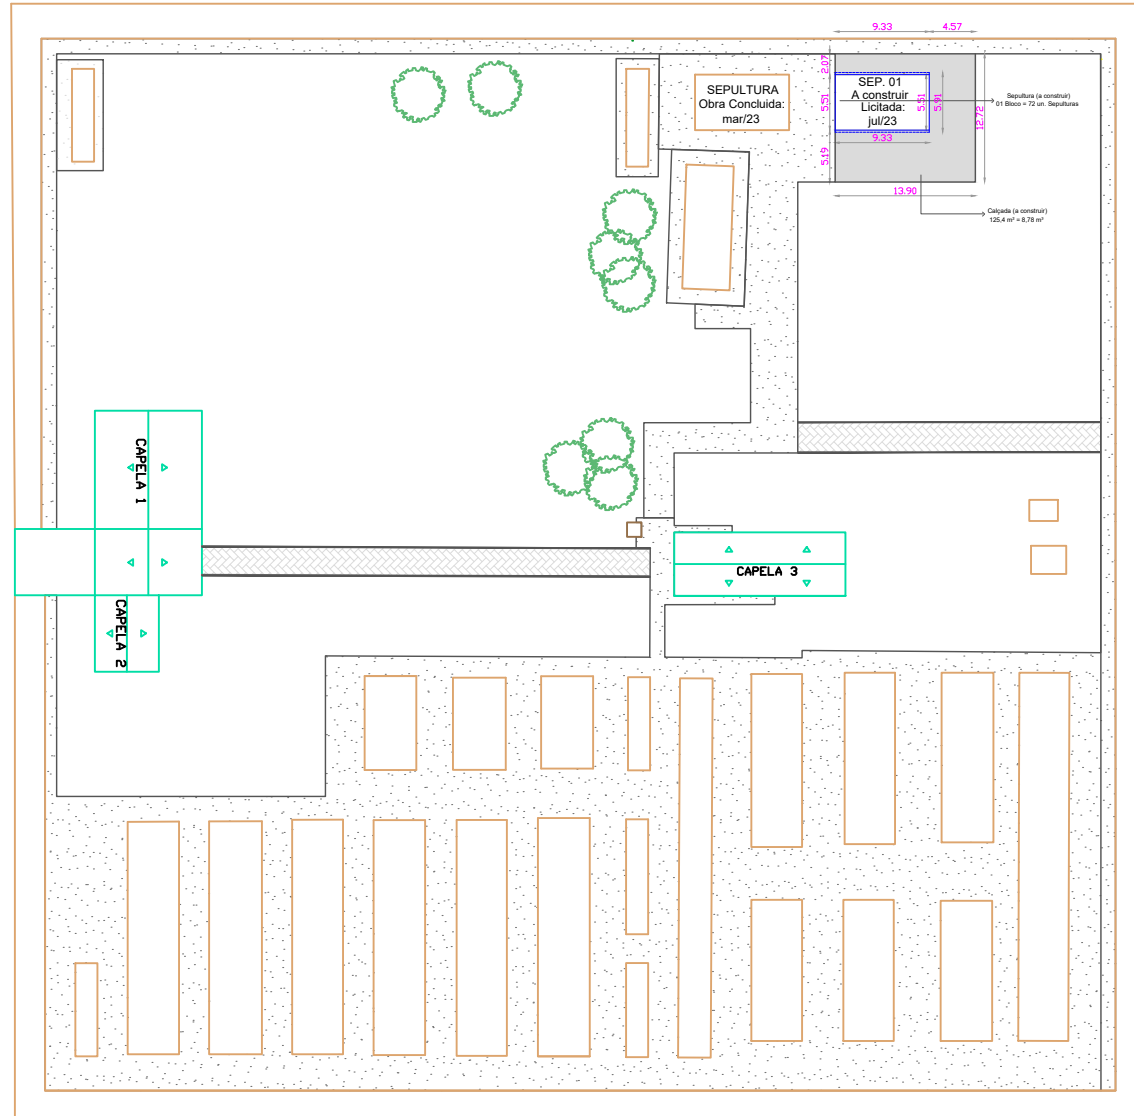 9.33
4.57
2.07
5.51
5.19
SEPULTURA
Obra Concluida:
mar/23
SEP. 01
A construir
Licitada:
jul/23
5.51
5.91
12.72
9.33
13.90
Sepultura (a construir)
01 Bloco = 72 un. Sepulturas
Calçada (a construir)
125,4 m² = 8,78 m³
CAPELA 1
CAPELA 2
CAPELA 3